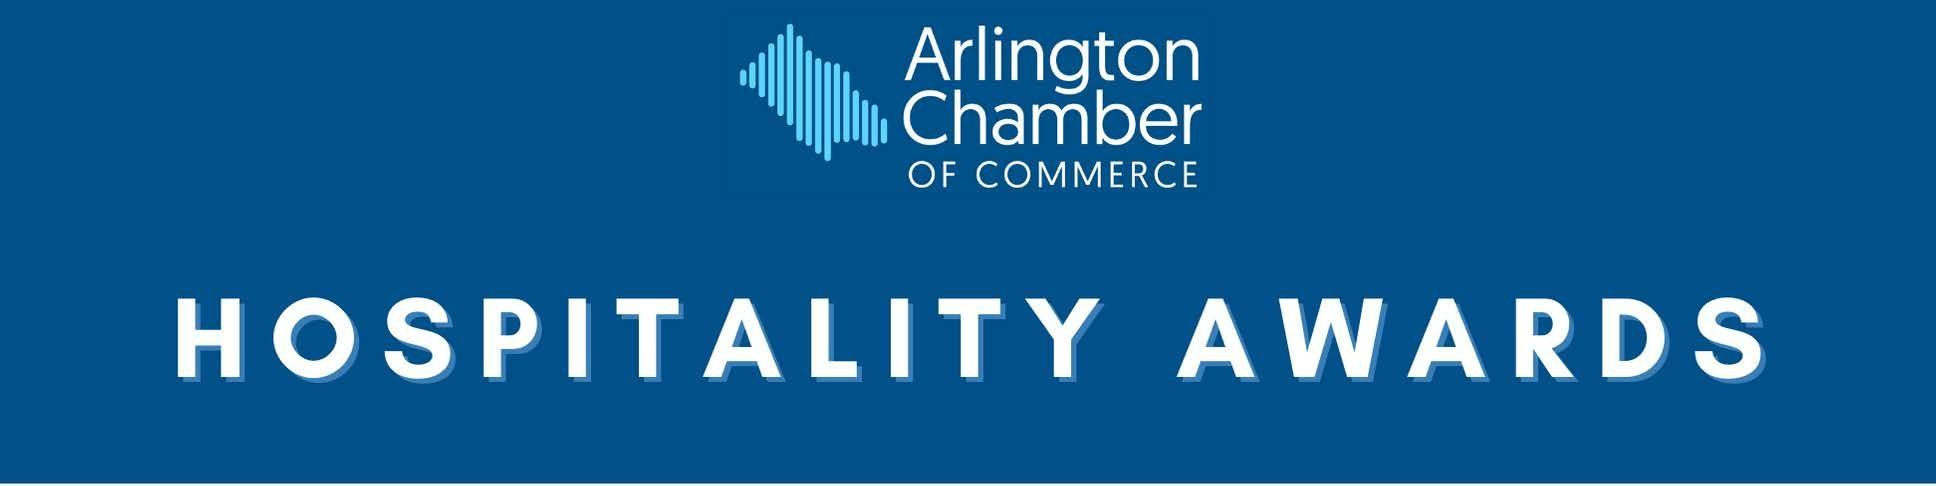 Arlington
Chamber
OF COMMERCE
HOSPITALITY AWARDS